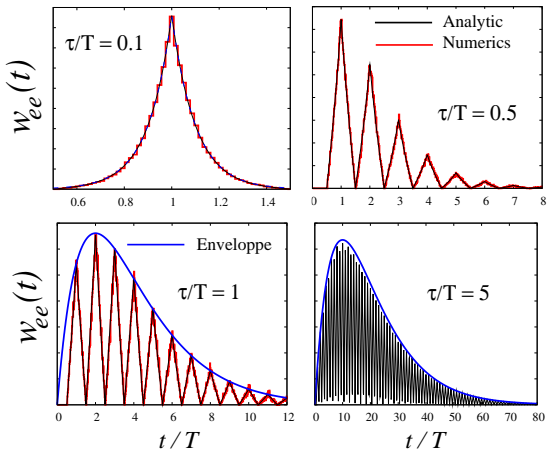 w_ee(t)
τ/T = 0.1
0.6 0.8 1 1.2 1.4
Analytic
Numerics
τ/T = 0.5
0 1 2 3 4 5 6 7 8
w_ee(t)
Enveloppe
τ/T = 1
0 2 4 6 8 10 12
t / T
τ/T = 5
0 10 20 30 40 50 60 70 80
t / T